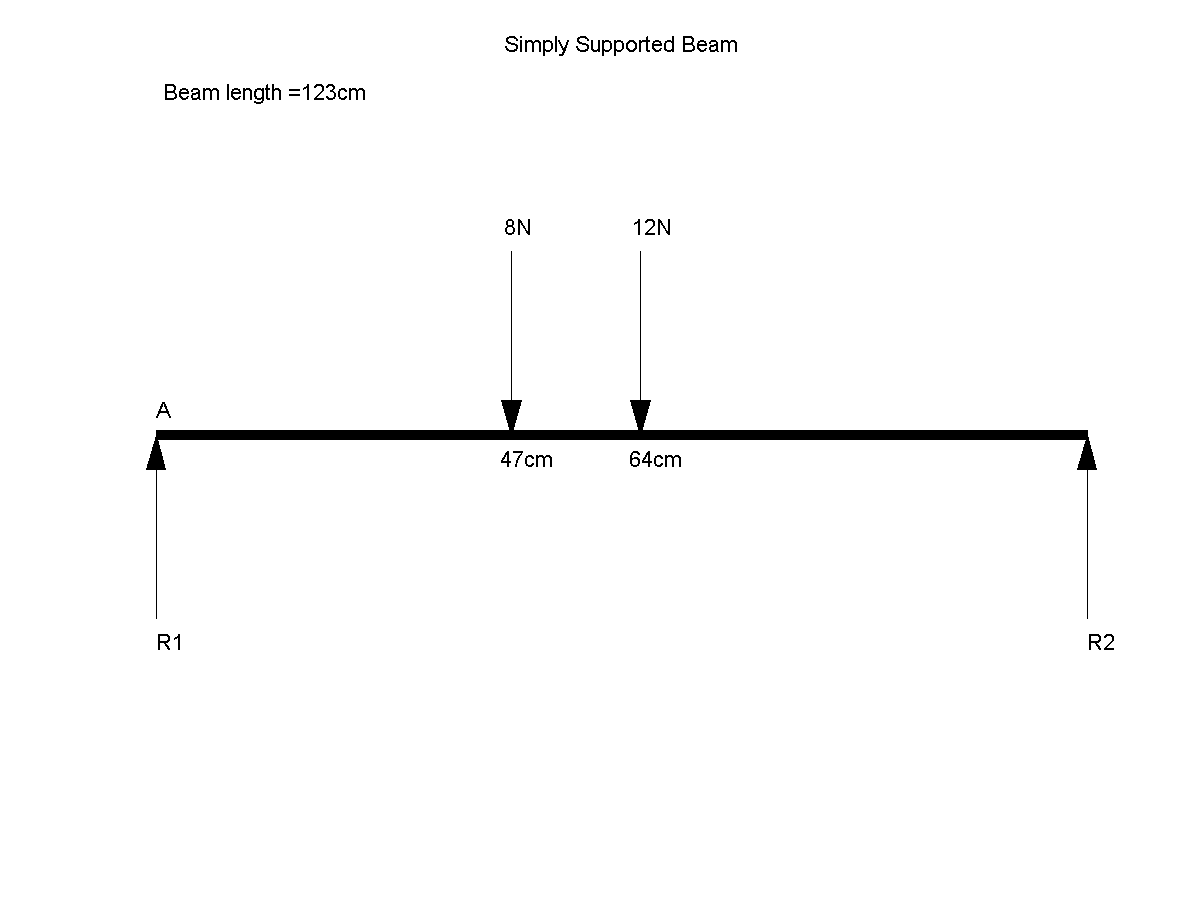 Simply Supported Beam
Beam length =123cm
8N
12N
A
47cm
64cm
R1
R2